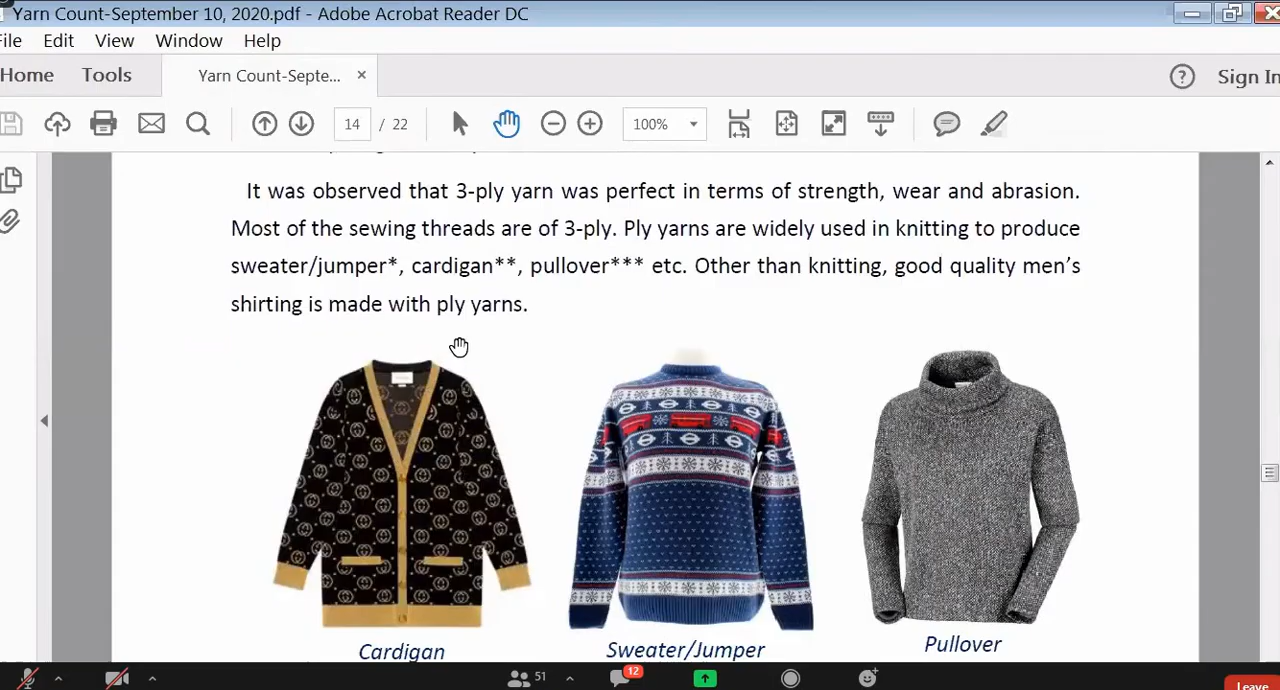 Yarn Count-September 10, 2020.pdf - Adobe Acrobat Reader DC
File Edit View Window Help
Home Tools Yarn Count-Septe... × ? Sign In
14 / 22 100%
It was observed that 3-ply yarn was perfect in terms of strength, wear and abrasion.
Most of the sewing threads are of 3-ply. Ply yarns are widely used in knitting to produce
sweater/jumper*, cardigan**, pullover*** etc. Other than knitting, good quality men’s
shirting is made with ply yarns.
Cardigan Sweater/Jumper Pullover
51 12 Leave